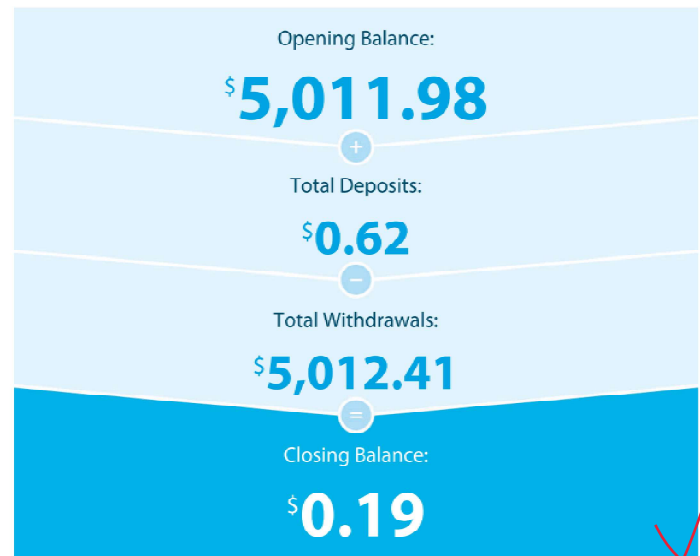 Opening Balance:
$5,011.98
+
Total Deposits:
$0.62
−
Total Withdrawals:
$5,012.41
=
Closing Balance:
$0.19